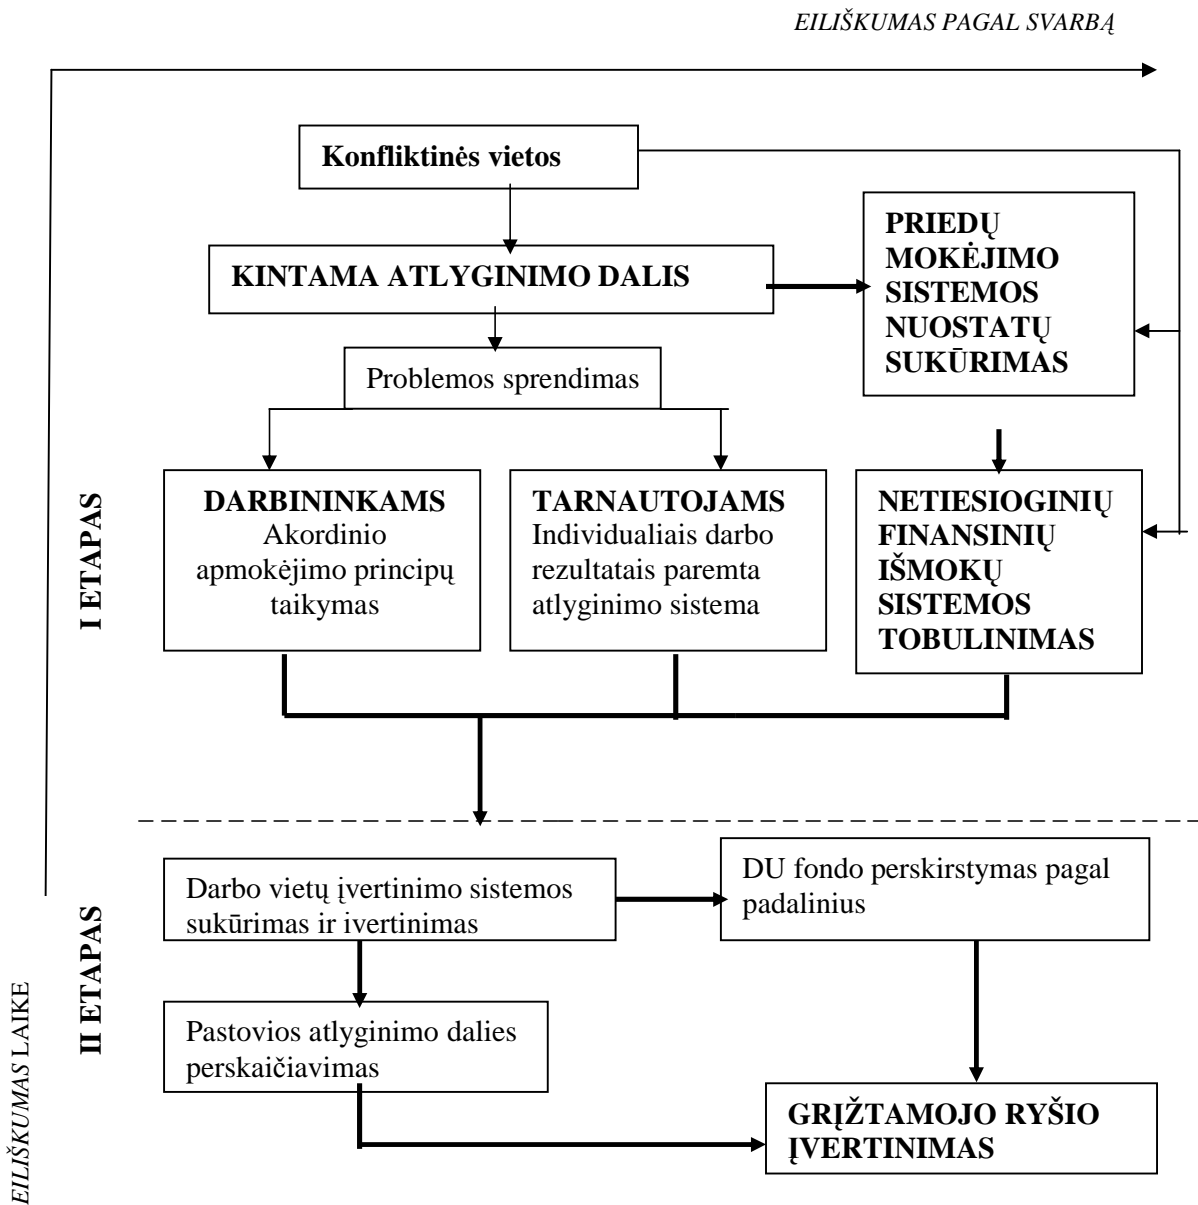 EILIŠKUMAS PAGAL SVARBĄ
Konfliktinės vietos
KINTAMA ATLYGINIMO DALIS
PRIEDŲ
MOKĖJIMO
SISTEMOS
NUOSTATŲ
SUKŪRIMAS
Problemos sprendimas
I ETAPAS
DARBININKAMS
Akordinio
apmokėjimo principų
taikymas
TARNAUTOJAMS
Individualiais darbo
rezultatais paremta
atlyginimo sistema
NETIESIOGINIŲ
FINANSINIŲ
IŠMOKŲ
SISTEMOS
TOBULINIMAS
II ETAPAS
Darbo vietų įvertinimo sistemos
sukūrimas ir ivertinimas
DU fondo perskirstymas pagal
padalinius
Pastovios atlyginimo dalies
perskaičiavimas
GRĮŽTAMOJO RYŠIO
ĮVERTINIMAS
EILIŠKUMAS LAIKE